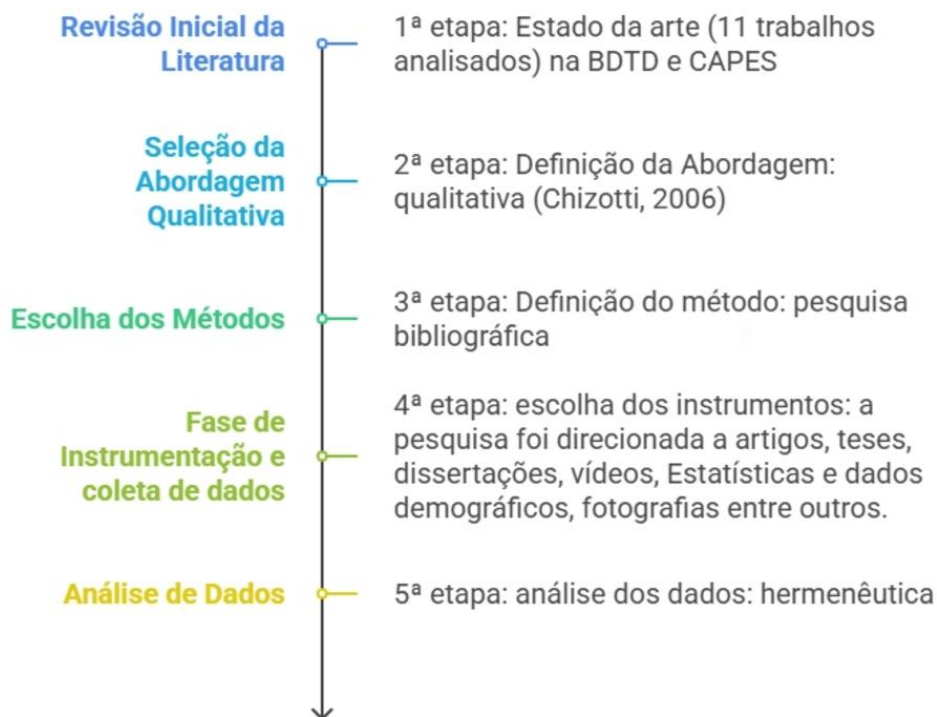 Revisão Inicial da
Literatura
1ª etapa: Estado da arte (11 trabalhos
analisados) na BDTD e CAPES
Seleção da
Abordagem
Qualitativa
2ª etapa: Definição da Abordagem:
qualitativa (Chizotti, 2006)
Escolha dos Métodos
3ª etapa: Definição do método: pesquisa
bibliográfica
Fase de
Instrumentação e
coleta de dados
4ª etapa: escolha dos instrumentos: a
pesquisa foi direcionada a artigos, teses,
dissertações, vídeos, Estatísticas e dados
demográficos, fotografias entre outros.
Análise de Dados
5ª etapa: análise dos dados: hermenêutica